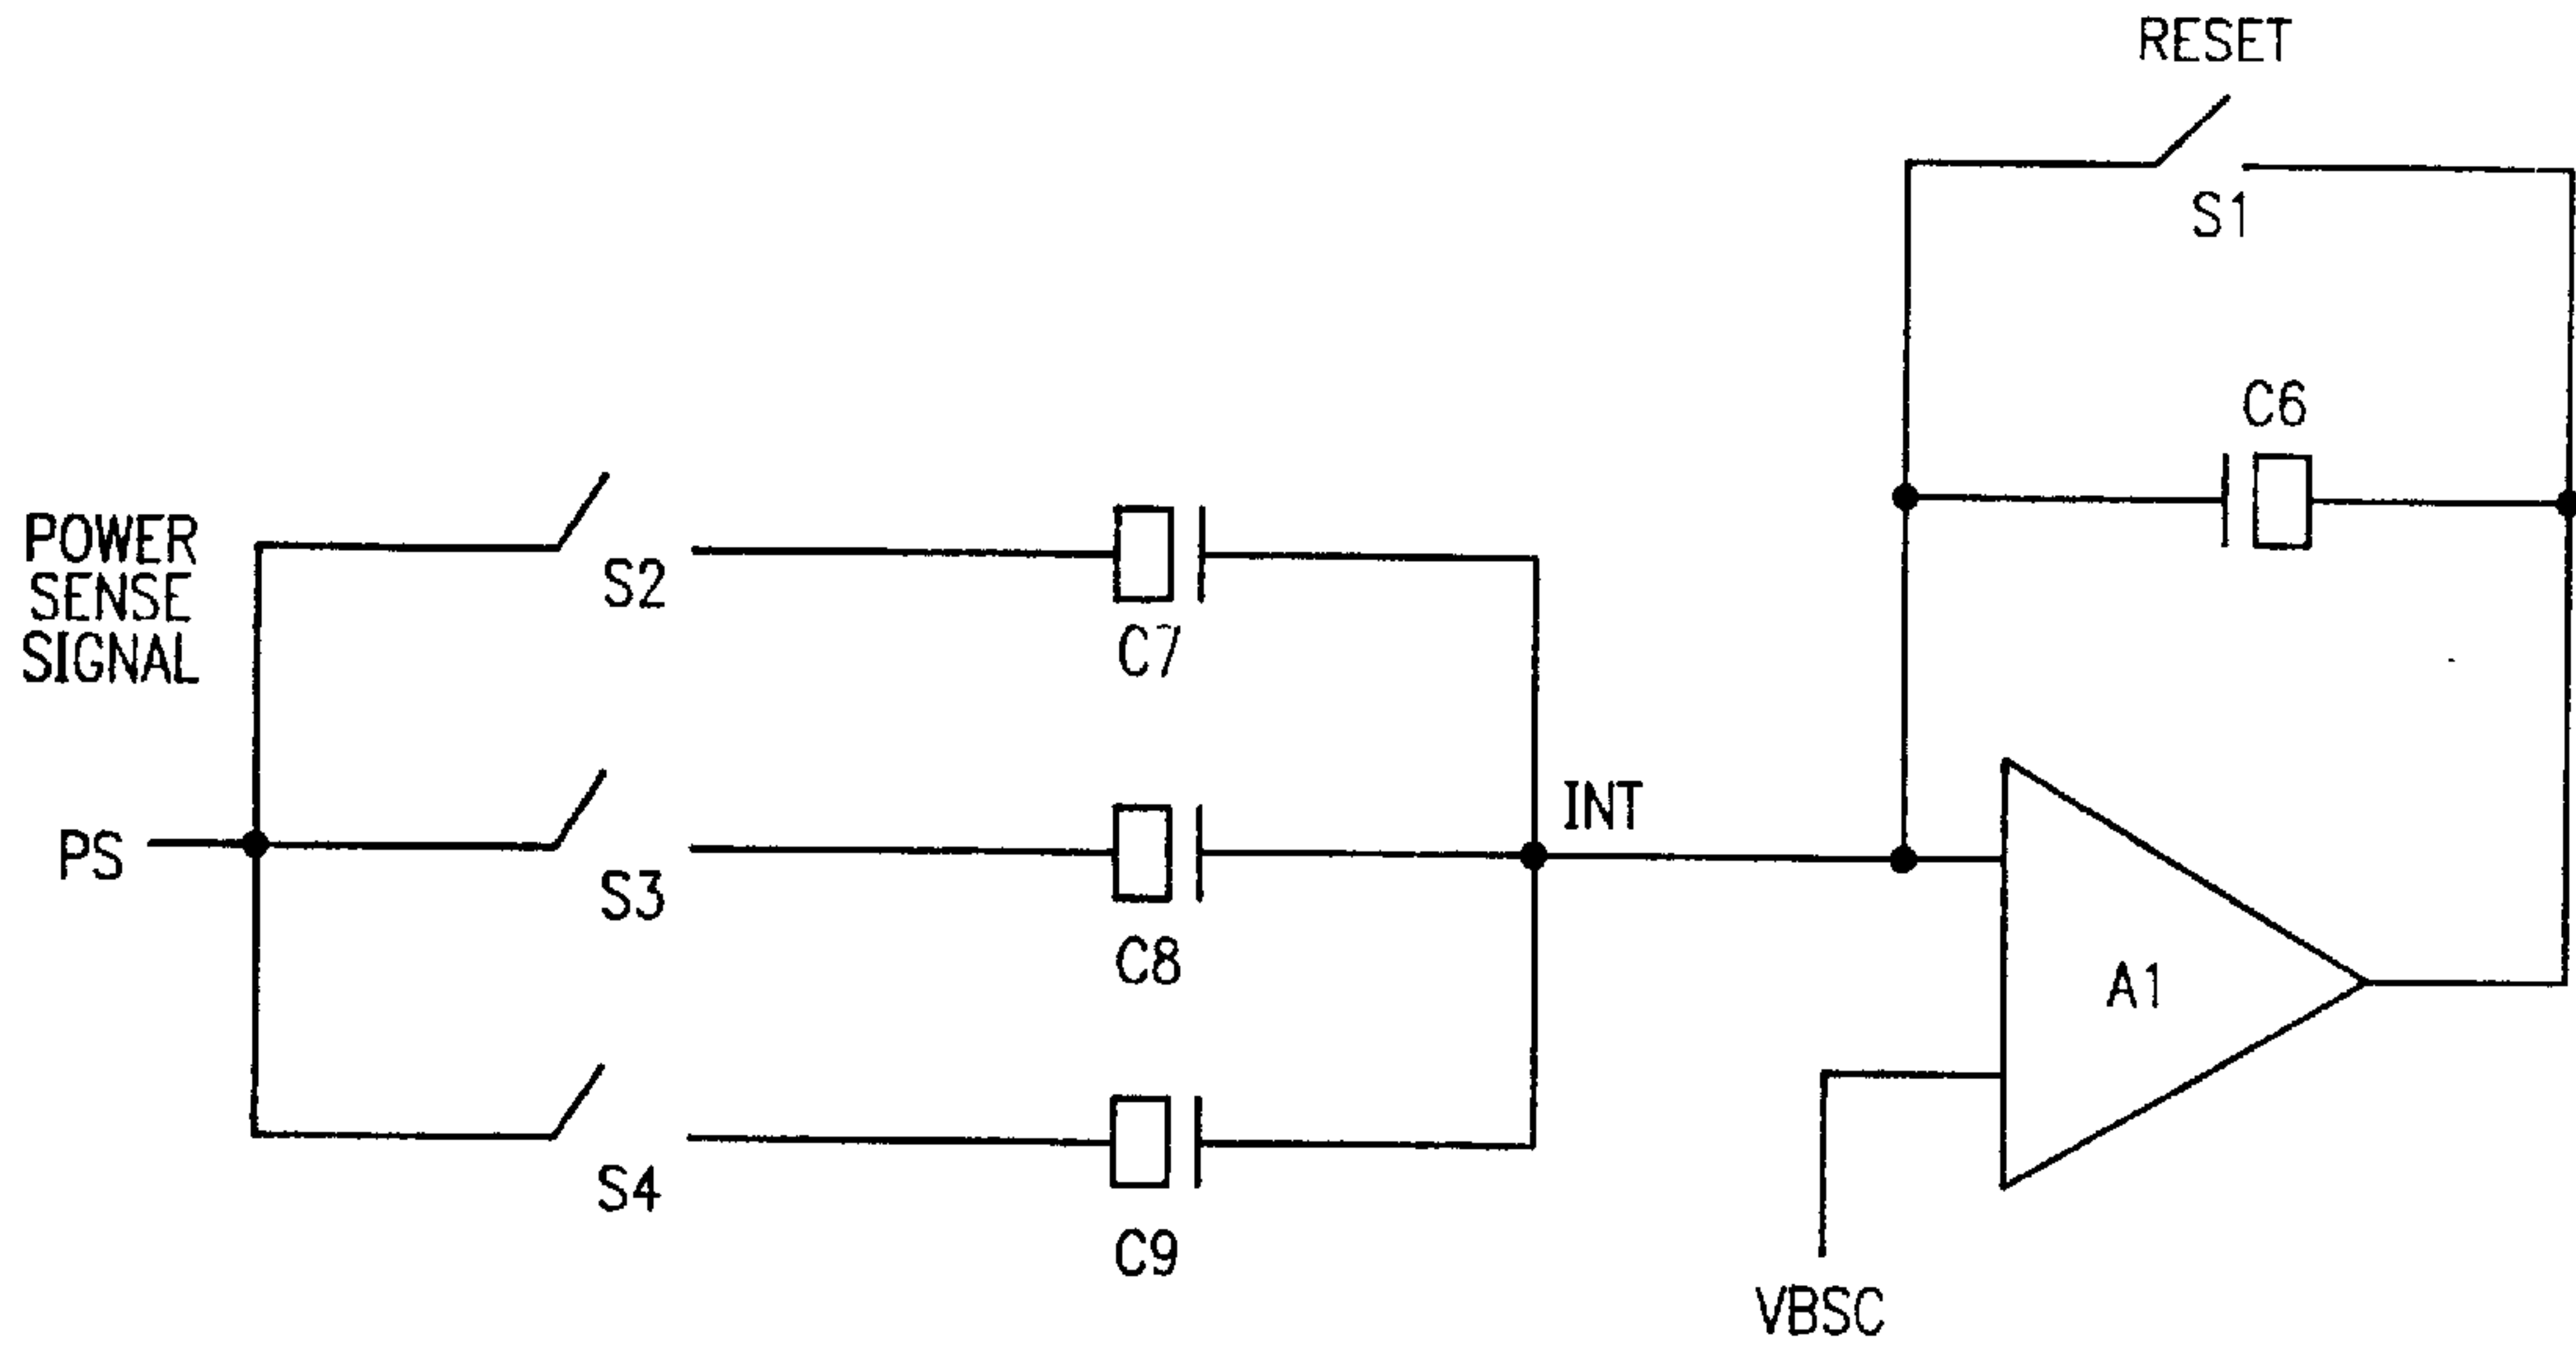 RESET
S1
C6
POWER
SENSE
SIGNAL
S2
C7
INT
PS
S3
C8
A1
S4
C9
VBSC